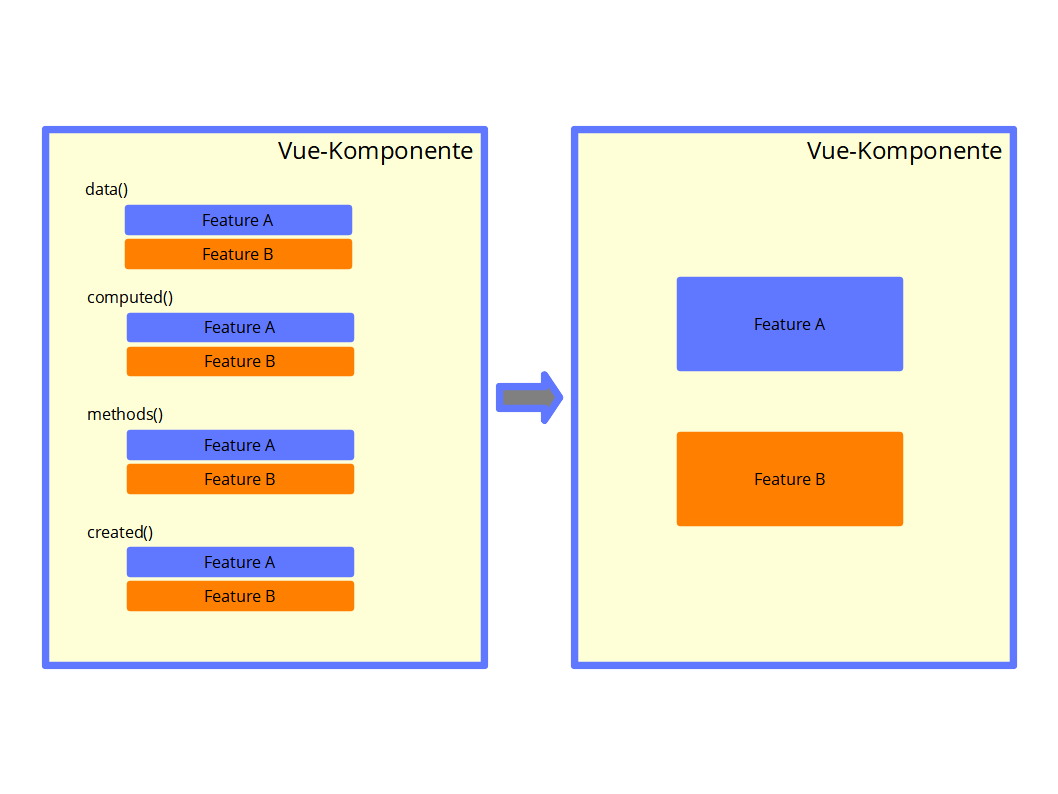 Vue-Komponente
data()
Feature A
Feature B
computed()
Feature A
Feature B
methods()
Feature A
Feature B
created()
Feature A
Feature B
Vue-Komponente
Feature A
Feature B